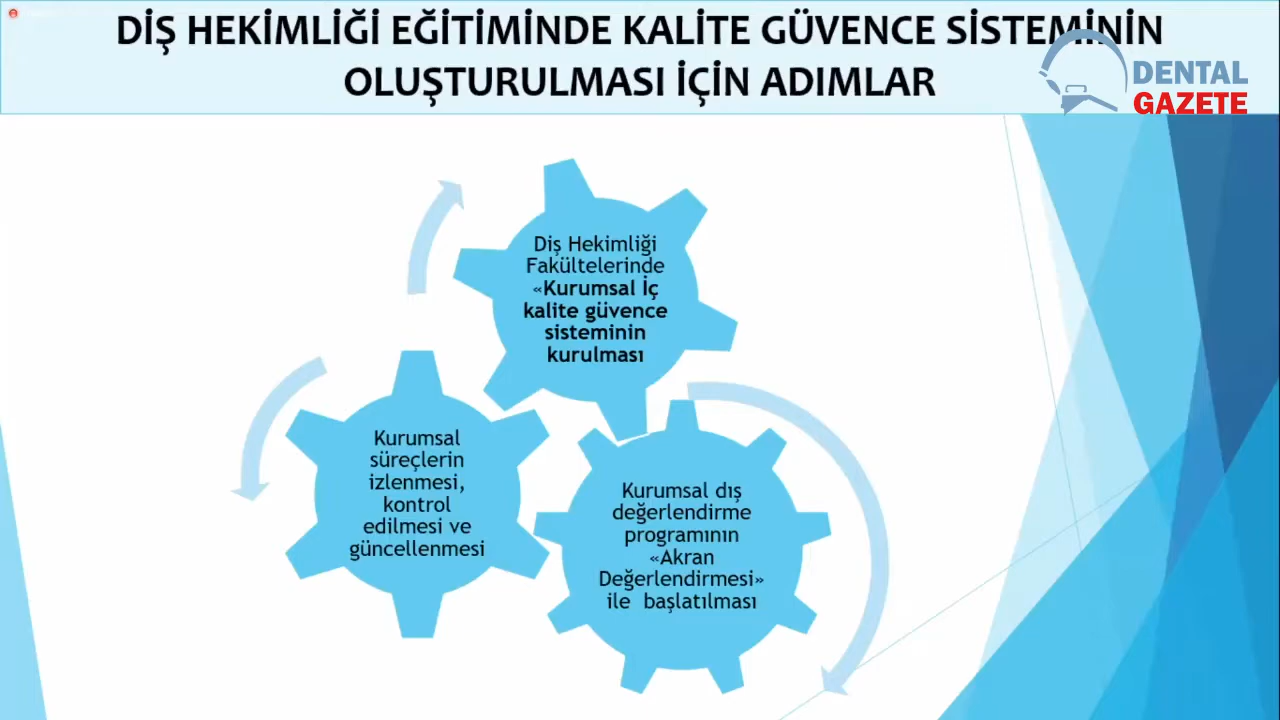 DİŞ HEKİMLİĞİ EĞİTİMİNDE KALİTE GÜVENCE SİSTEMİNİN
OLUŞTURULMASI İÇİN ADIMLAR
DENTAL
GAZETE
Diş Hekimliği
Fakültelerinde
«Kurumsal İç
kalite güvence
sisteminin
kurulması
Kurumsal
süreçlerin
izlenmesi,
kontrol
edilmesi ve
güncellenmesi
Kurumsal dış
değerlendirme
programının
«Akran
Değerlendirmesi»
ile başlatılması